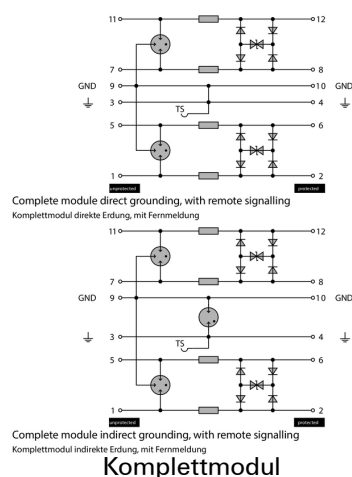 11 12
7 8
GND 9 10 GND
3 4
TS
5 6
1 2
unprotected protected
Complete module direct grounding, with remote signalling
Komplettmodul direkte Erdung, mit Fernmeldung
11 12
7 8
GND 9 10 GND
3 4
TS
5 6
1 2
unprotected protected
Complete module indirect grounding, with remote signalling
Komplettmodul indirekte Erdung, mit Fernmeldung
Komplettmodul